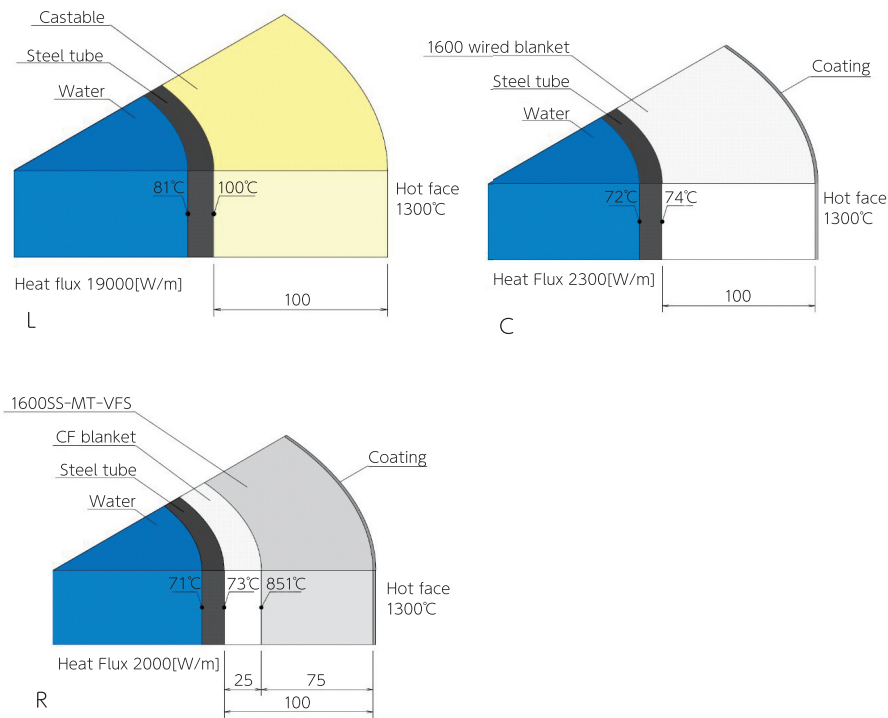 Castable
Steel tube
Water
81℃
100℃
Hot face
1300℃
Heat flux 19000[W/m]
100
L
1600 wired blanket
Coating
Steel tube
Water
72℃
74℃
Hot face
1300℃
Heat Flux 2300[W/m]
100
C
1600SS-MT-VFS
CF blanket
Coating
Steel tube
Water
71℃
73℃
851℃
Hot face
1300℃
Heat Flux 2000[W/m]
25
75
100
R